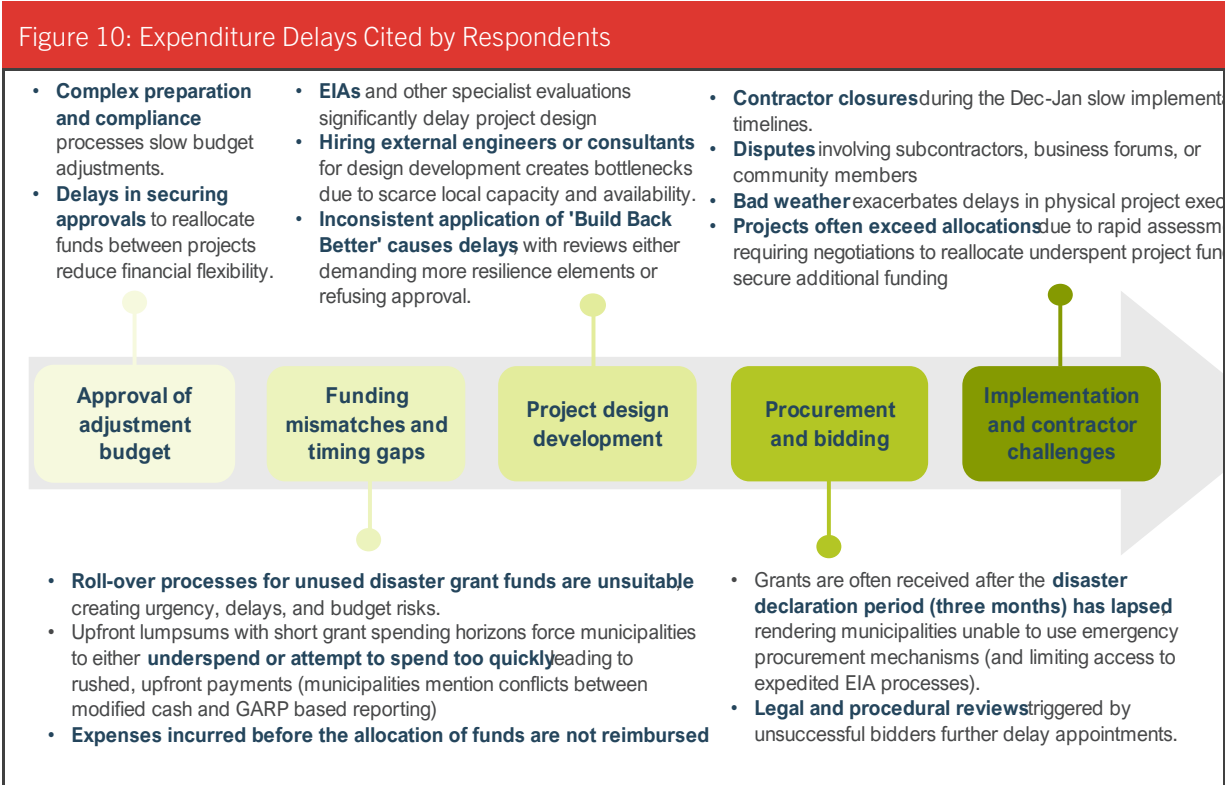 Figure 10: Expenditure Delays Cited by Respondents
• Complex preparation
and compliance
processes slow budget
adjustments.
• Delays in securing
approvals to reallocate
funds between projects
reduce financial flexibility.
• EIAs and other specialist evaluations
significantly delay project design
• Hiring external engineers or consultants
for design development creates bottlenecks
due to scarce local capacity and availability.
• Inconsistent application of 'Build Back
Better' causes delays, with reviews either
demanding more resilience elements or
refusing approval.
• Contractor closures during the Dec-Jan slow implementa
timelines.
• Disputes involving subcontractors, business forums, or
community members
• Bad weather exacerbates delays in physical project exec
• Projects often exceed allocations due to rapid assessm
requiring negotiations to reallocate underspent project fun
secure additional funding
Approval of
adjustment
budget
Funding
mismatches and
timing gaps
Project design
development
Procurement
and bidding
Implementation
and contractor
challenges
• Roll-over processes for unused disaster grant funds are unsuitable,
creating urgency, delays, and budget risks.
• Upfront lumpsums with short grant spending horizons force municipalities
to either underspend or attempt to spend too quickly leading to
rushed, upfront payments (municipalities mention conflicts between
modified cash and GARP based reporting)
• Expenses incurred before the allocation of funds are not reimbursed
• Grants are often received after the disaster
declaration period (three months) has lapsed,
rendering municipalities unable to use emergency
procurement mechanisms (and limiting access to
expedited EIA processes).
• Legal and procedural reviews triggered by
unsuccessful bidders further delay appointments.